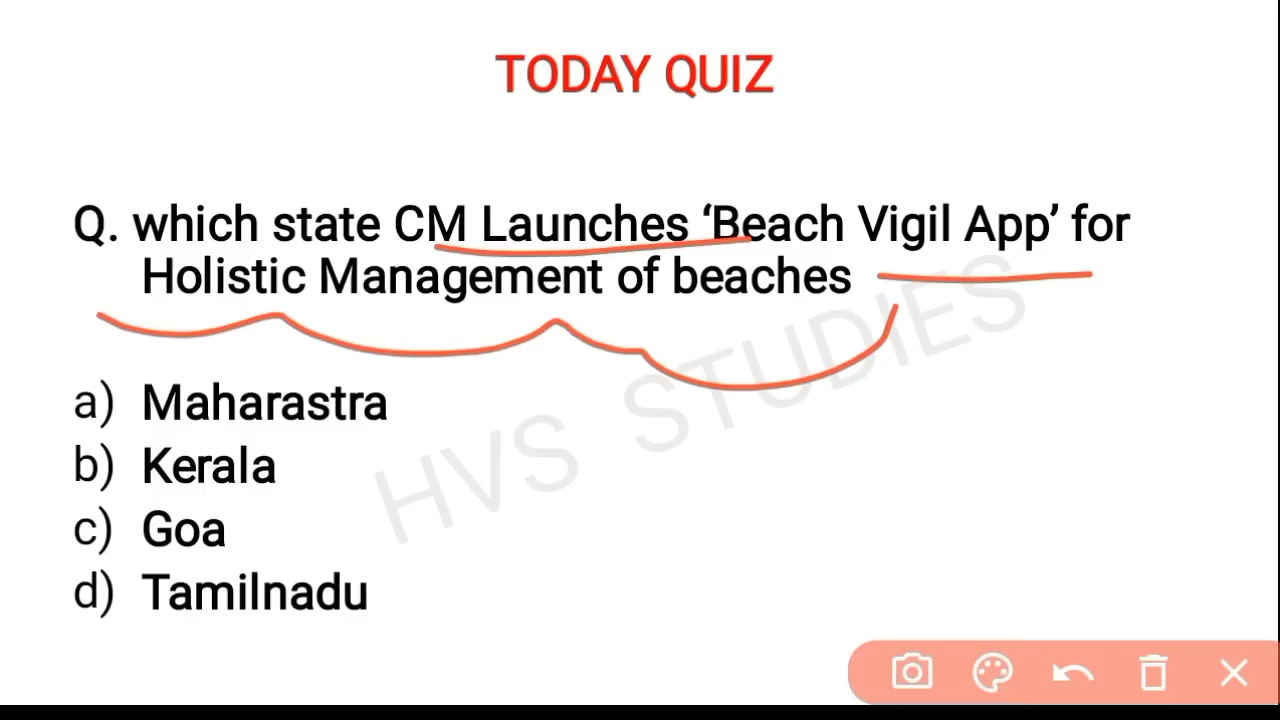 TODAY QUIZ
Q. which state CM Launches ‘Beach Vigil App’ for
Holistic Management of beaches
HVS STUDIES
a) Maharastra
b) Kerala
c) Goa
d) Tamilnadu